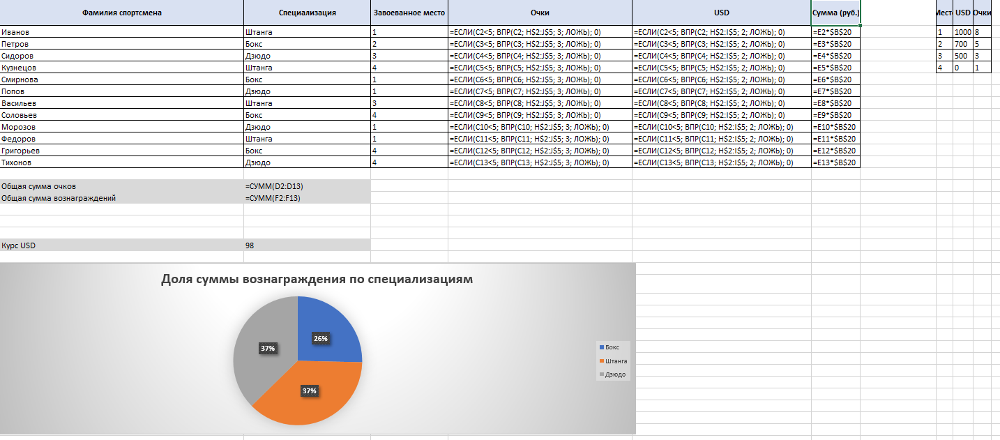 Фамилия спортсмена Специализация Завоеванное место Очки USD Сумма (руб.) Место USD Очки
Иванов Штанга 1 =ЕСЛИ(C2<5; ВПР(C2; H$2:J$5; 3; ЛОЖЬ); 0) =ЕСЛИ(C2<5; ВПР(C2; H$2:I$5; 2; ЛОЖЬ); 0) =E2*$B$20 1 1000 8
Петров Бокс 2 =ЕСЛИ(C3<5; ВПР(C3; H$2:J$5; 3; ЛОЖЬ); 0) =ЕСЛИ(C3<5; ВПР(C3; H$2:I$5; 2; ЛОЖЬ); 0) =E3*$B$20 2 700 5
Сидоров Дзюдо 3 =ЕСЛИ(C4<5; ВПР(C4; H$2:J$5; 3; ЛОЖЬ); 0) =ЕСЛИ(C4<5; ВПР(C4; H$2:I$5; 2; ЛОЖЬ); 0) =E4*$B$20 3 500 3
Кузнецов Штанга 4 =ЕСЛИ(C5<5; ВПР(C5; H$2:J$5; 3; ЛОЖЬ); 0) =ЕСЛИ(C5<5; ВПР(C5; H$2:I$5; 2; ЛОЖЬ); 0) =E5*$B$20 4 0 1
Смирнова Бокс 1 =ЕСЛИ(C6<5; ВПР(C6; H$2:J$5; 3; ЛОЖЬ); 0) =ЕСЛИ(C6<5; ВПР(C6; H$2:I$5; 2; ЛОЖЬ); 0) =E6*$B$20
Попов Дзюдо 1 =ЕСЛИ(C7<5; ВПР(C7; H$2:J$5; 3; ЛОЖЬ); 0) =ЕСЛИ(C7<5; ВПР(C7; H$2:I$5; 2; ЛОЖЬ); 0) =E7*$B$20
Васильев Штанга 3 =ЕСЛИ(C8<5; ВПР(C8; H$2:J$5; 3; ЛОЖЬ); 0) =ЕСЛИ(C8<5; ВПР(C8; H$2:I$5; 2; ЛОЖЬ); 0) =E8*$B$20
Соловьев Бокс 4 =ЕСЛИ(C9<5; ВПР(C9; H$2:J$5; 3; ЛОЖЬ); 0) =ЕСЛИ(C9<5; ВПР(C9; H$2:I$5; 2; ЛОЖЬ); 0) =E9*$B$20
Морозов Дзюдо 1 =ЕСЛИ(C10<5; ВПР(C10; H$2:J$5; 3; ЛОЖЬ); 0) =ЕСЛИ(C10<5; ВПР(C10; H$2:I$5; 2; ЛОЖЬ); 0) =E10*$B$20
Федоров Штанга 1 =ЕСЛИ(C11<5; ВПР(C11; H$2:J$5; 3; ЛОЖЬ); 0) =ЕСЛИ(C11<5; ВПР(C11; H$2:I$5; 2; ЛОЖЬ); 0) =E11*$B$20
Григорьев Бокс 4 =ЕСЛИ(C12<5; ВПР(C12; H$2:J$5; 3; ЛОЖЬ); 0) =ЕСЛИ(C12<5; ВПР(C12; H$2:I$5; 2; ЛОЖЬ); 0) =E12*$B$20
Тихонов Дзюдо 4 =ЕСЛИ(C13<5; ВПР(C13; H$2:J$5; 3; ЛОЖЬ); 0) =ЕСЛИ(C13<5; ВПР(C13; H$2:I$5; 2; ЛОЖЬ); 0) =E13*$B$20
Общая сумма очков =СУММ(D2:D13)
Общая сумма вознаграждений =СУММ(F2:F13)
Курс USD 98
Доля суммы вознаграждения по специализациям
26%
37%
37%
Бокс
Штанга
Дзюдо